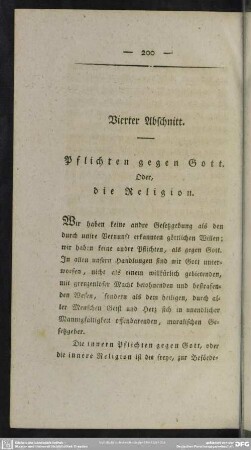 — 200 —
Vierter Abschnitt.
Pflichten gegen Gott.
Oder,
die Religion.
Wir haben keine andre Gesetzgebung als den
durch unsre Vernunft erkannten göttlichen Willen;
wir haben keine andre Pflichten, als gegen Gott.
In allen unsern Handlungen sind wir Gott unter-
worfen, nicht als einem willkürlich gebietenden,
mit grenzenloser Macht belohnenden und bestrafen-
den Wesen, sondern als dem heiligen, durch al-
ler Menschen Geist und Herz sich in unendlicher
Mannigfaltigkeit offenbarenden, moralischen Ge-
setzgeber.
Die innern Pflichten gegen Gott, oder
die innere Religion ist die freye, zur Beförde-